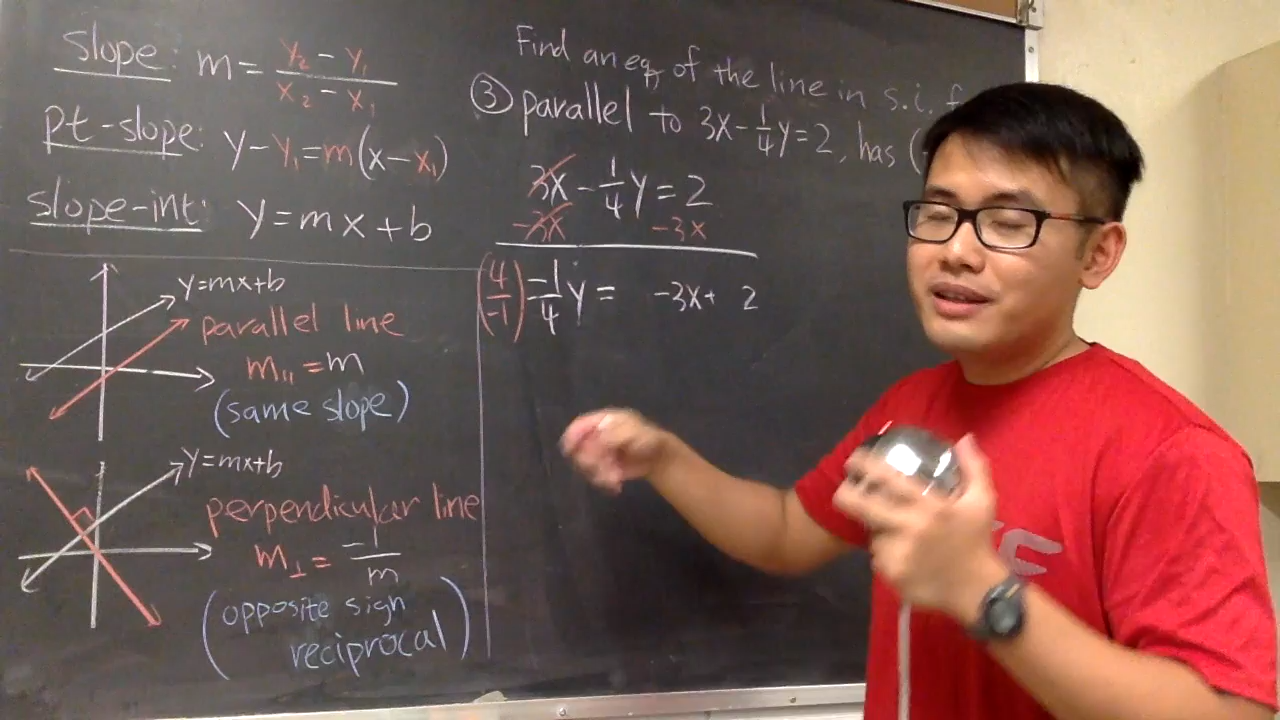 slope: m = (y₂ - y₁)/(x₂ - x₁)
pt-slope: y - y₁ = m(x - x₁)
slope-int: y = mx + b
y = mx + b
parallel line
m∥ = m
(same slope)
y = mx + b
perpendicular line
m⊥ = -1/m
(opposite sign
reciprocal)
Find an eq of the line in s.i. f
③ parallel to 3x - 1/4 y = 2, has (
3x - 1/4 y = 2
-3x -3x
(4/-1) -1/4 y = -3x + 2